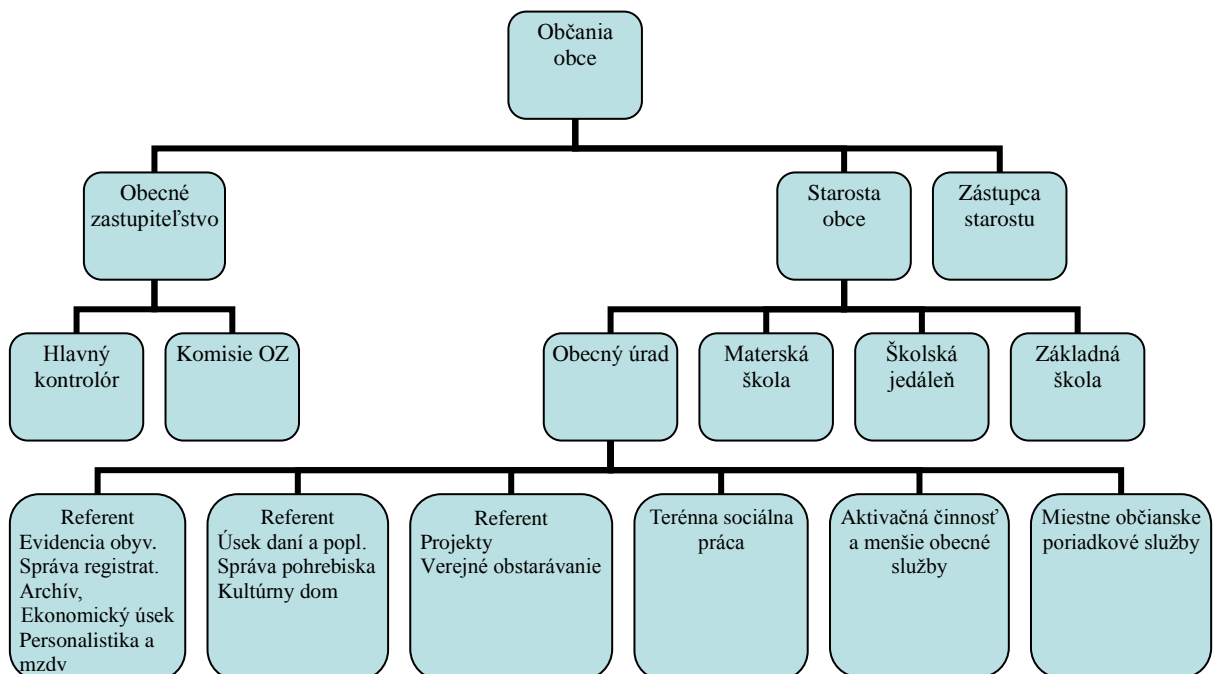 Občania
obce
Obecné
zastupiteľstvo
Starosta
obce
Zástupca
starostu
Hlavný
kontrolór
Komisie OZ
Obecný úrad
Materská
škola
Školská
jedáleň
Základná
škola
Referent
Evidencia obyv.
Správa registrat.
Archív,
Ekonomický úsek
Personalistika a
mzdy
Referent
Úsek daní a popl.
Správa pohrebiska
Kultúrny dom
Referent
Projekty
Verejné obstarávanie
Terénna sociálna
práca
Aktivačná činnosť
a menšie obecné
služby
Miestne občianske
poriadkové služby